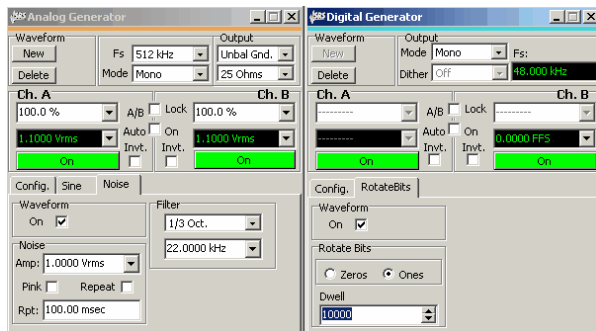 SRS Analog Generator
Waveform
New
Delete
Fs 512 kHz
Mode Mono
Output
Unbal Gnd.
25 Ohms
Ch. A
Ch. B
100.0 %
A/B Lock
100.0 %
1.1000 Vrms
Auto On
1.1000 Vrms
Invt.
Invt.
On
On
Config. Sine Noise
Waveform
On
Noise
Amp: 1.0000 Vrms
Pink Repeat
Rpt: 100.00 msec
Filter
1/3 Oct.
22.0000 kHz
SRS Digital Generator
Waveform
New
Delete
Output
Mode Mono
Fs:
Dither Off
48.000 kHz
Ch. A
Ch. B
---------
A/B Lock
---------
---------
Auto On
0.0000 FFS
Invt.
Invt.
On
On
Config. RotateBits
Waveform
On
Rotate Bits
Zeros Ones
Dwell
10000